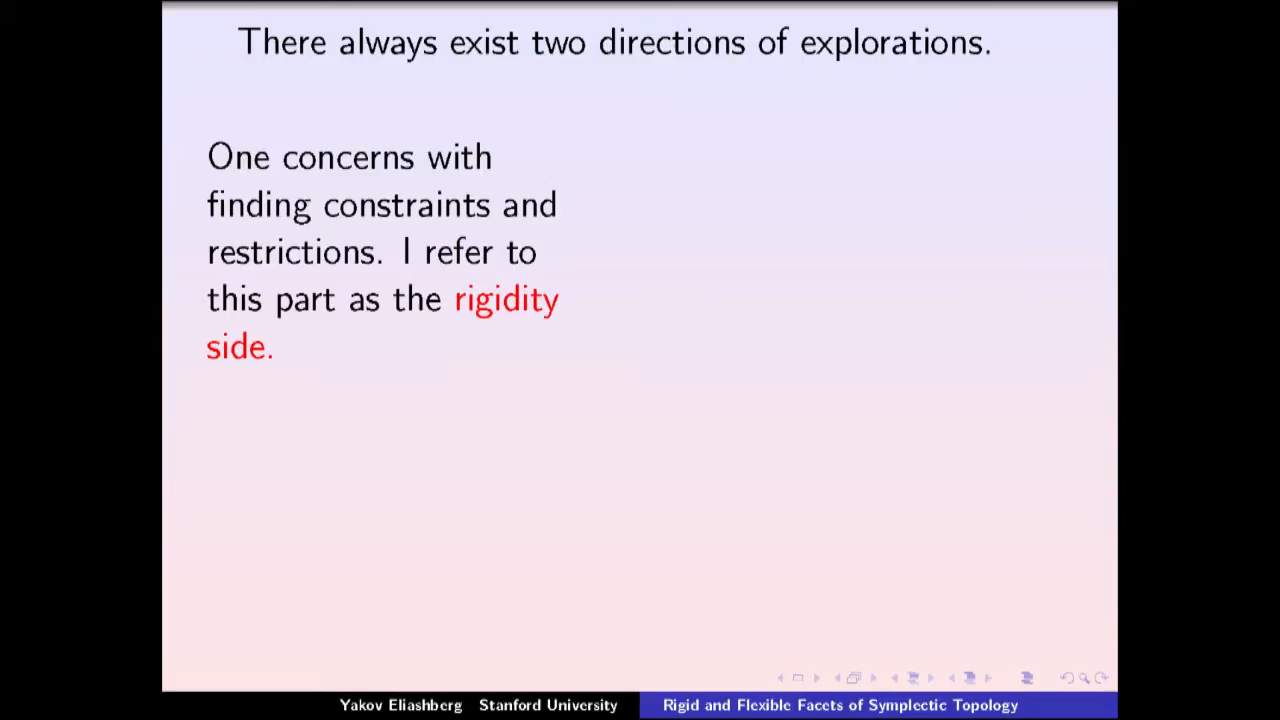 There always exist two directions of explorations.
One concerns with
finding constraints and
restrictions. I refer to
this part as the rigidity
side.
Yakov Eliashberg Stanford University
Rigid and Flexible Facets of Symplectic Topology